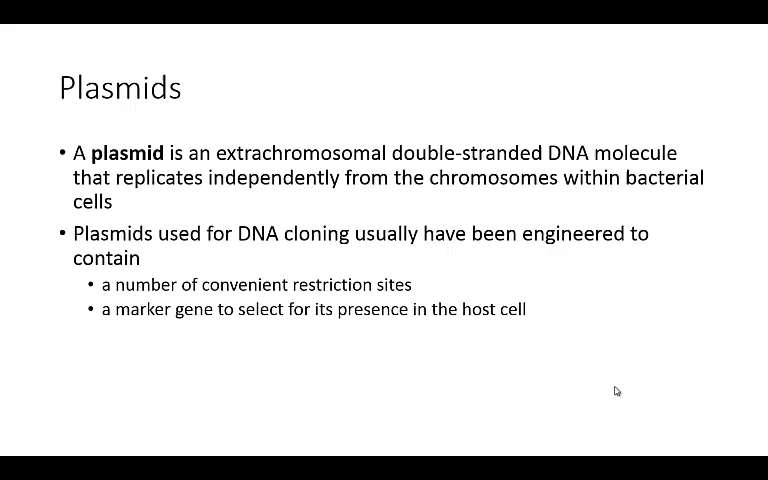 Plasmids
• A plasmid is an extrachromosomal double-stranded DNA molecule
that replicates independently from the chromosomes within bacterial
cells
• Plasmids used for DNA cloning usually have been engineered to
contain
• a number of convenient restriction sites
• a marker gene to select for its presence in the host cell